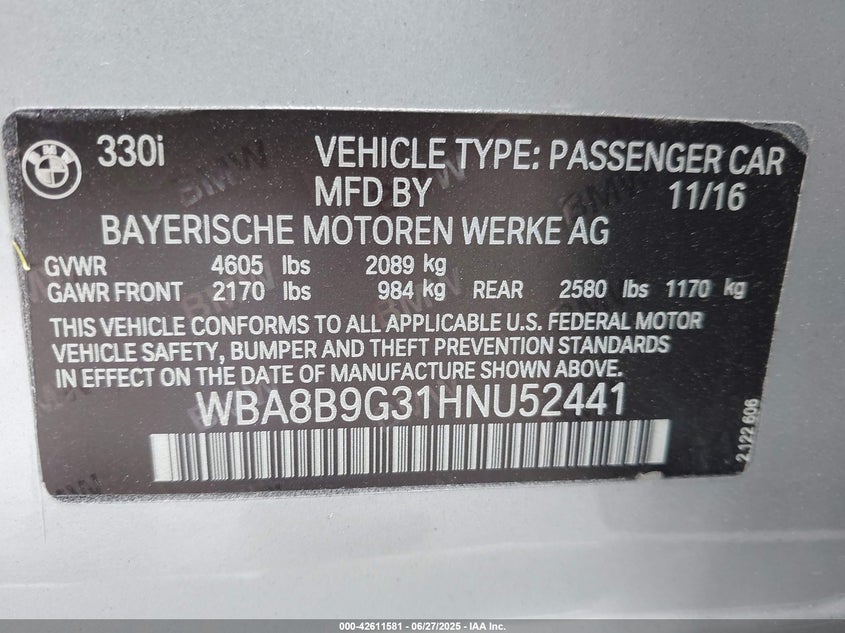 330i VEHICLE TYPE: PASSENGER CAR
MFD BY 11/16
BAYERISCHE MOTOREN WERKE AG
GVWR 4605 lbs 2089 kg
GAWR FRONT 2170 lbs 984 kg REAR 2580 lbs 1170 kg
THIS VEHICLE CONFORMS TO ALL APPLICABLE U.S. FEDERAL MOTOR
VEHICLE SAFETY, BUMPER AND THEFT PREVENTION STANDARDS
IN EFFECT ON THE DATE OF MANUFACTURE SHOWN ABOVE.
WBA8B9G31HNU52441
2 122 606
000-42611581 - 06/27/2025 - IAA Inc.